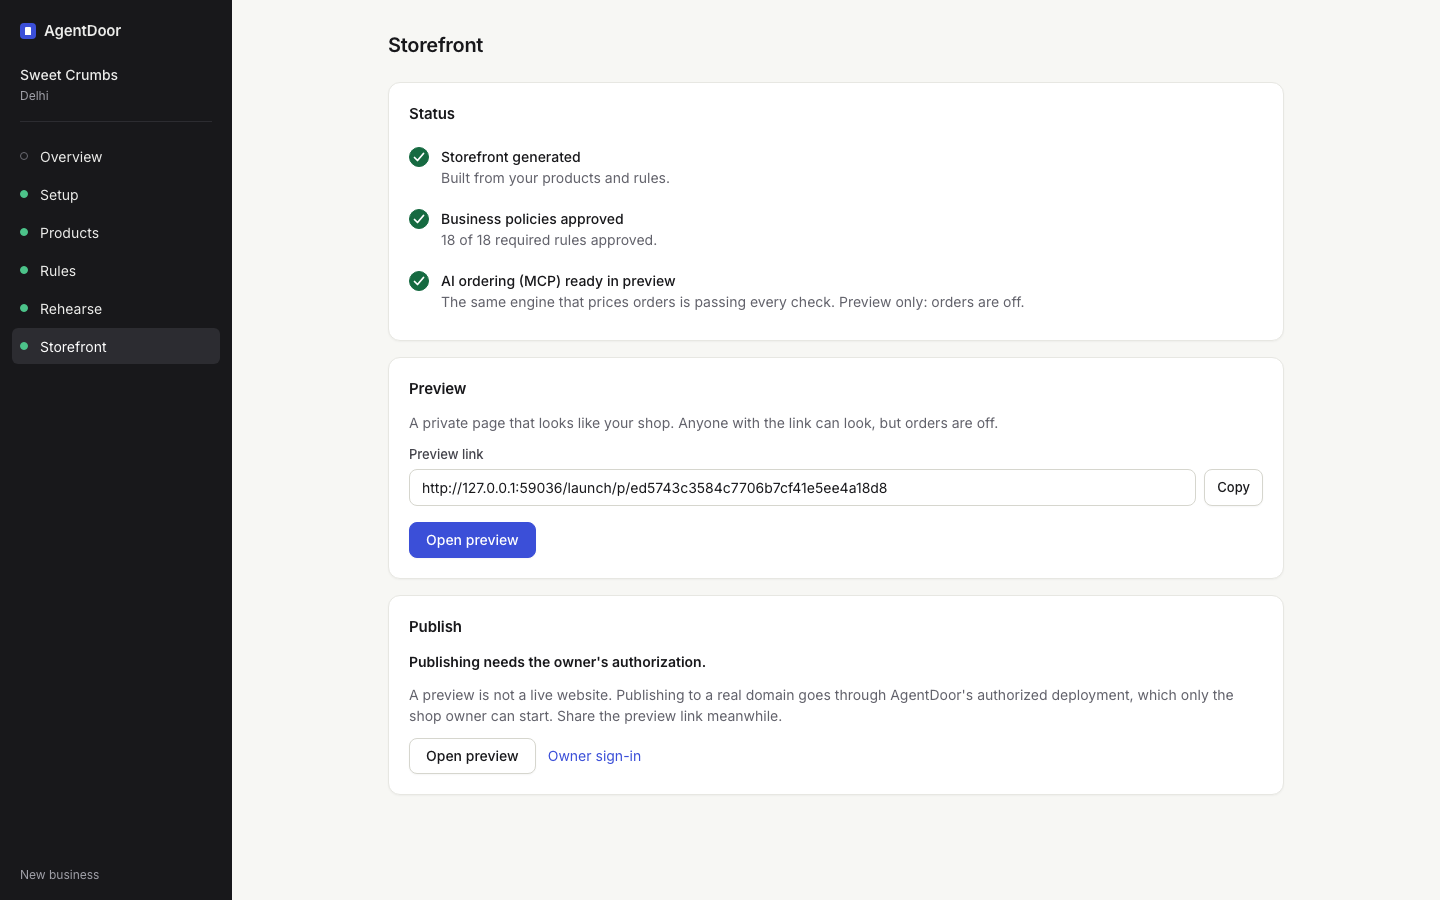 AgentDoor
Sweet Crumbs
Delhi
Overview
Setup
Products
Rules
Rehearse
Storefront
New business
Storefront
Status
Storefront generated
Built from your products and rules.
Business policies approved
18 of 18 required rules approved.
AI ordering (MCP) ready in preview
The same engine that prices orders is passing every check. Preview only: orders are off.
Preview
A private page that looks like your shop. Anyone with the link can look, but orders are off.
Preview link
http://127.0.0.1:59036/launch/p/ed5743c3584c7706b7cf41e5ee4a18d8
Copy
Open preview
Publish
Publishing needs the owner's authorization.
A preview is not a live website. Publishing to a real domain goes through AgentDoor's authorized deployment, which only the
shop owner can start. Share the preview link meanwhile.
Open preview
Owner sign-in